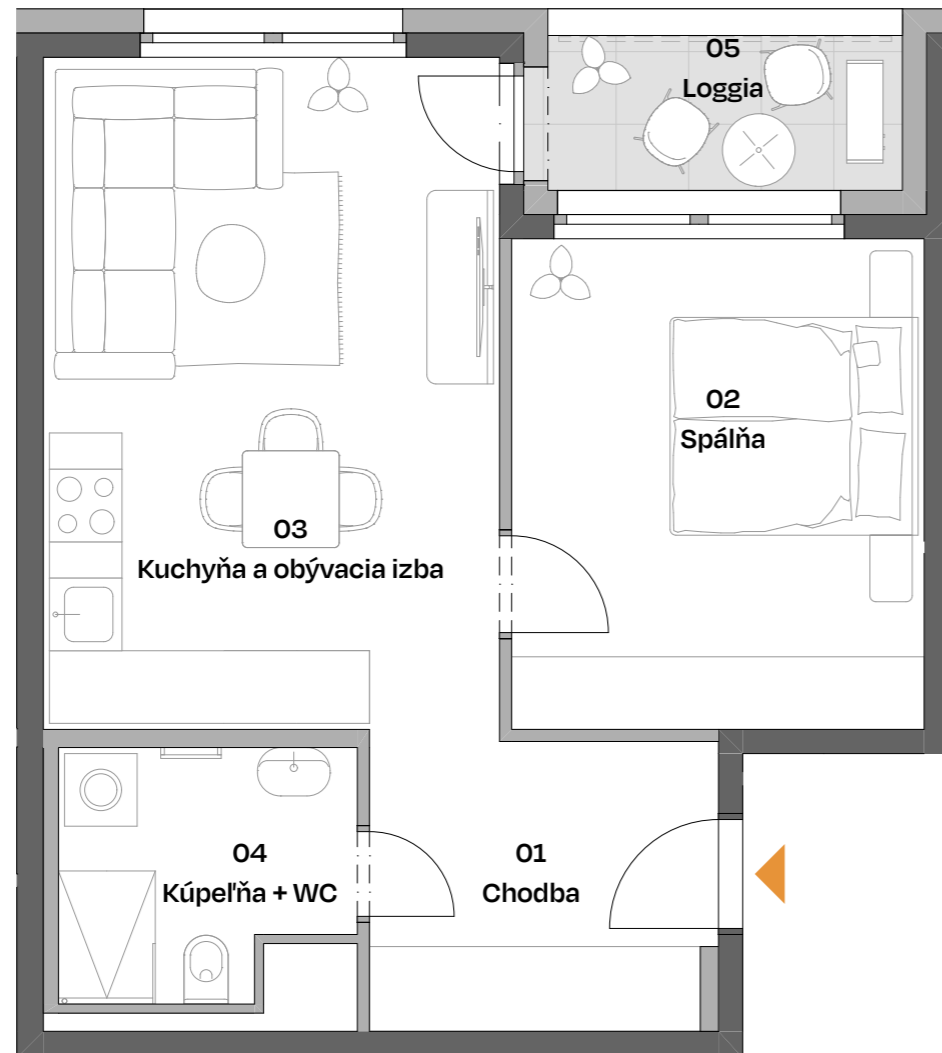 05
Loggia
02
Spálňa
03
Kuchyňa a obývacia izba
04
Kúpeľňa + WC
01
Chodba